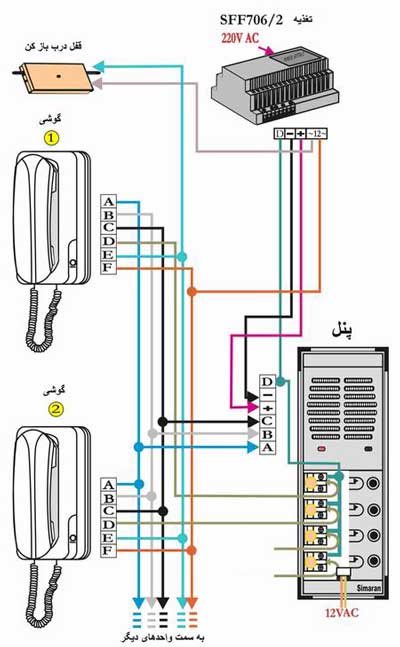 تغذیه SFF706/2
220V AC
قفل درب باز کن
D − + ~12~
گوشی
1
A
B
C
D
E
F
پنل
گوشی
2
D
−
+
C
B
A
A
B
C
D
E
F
Simaran
12VAC
به سمت واحدهای دیگر